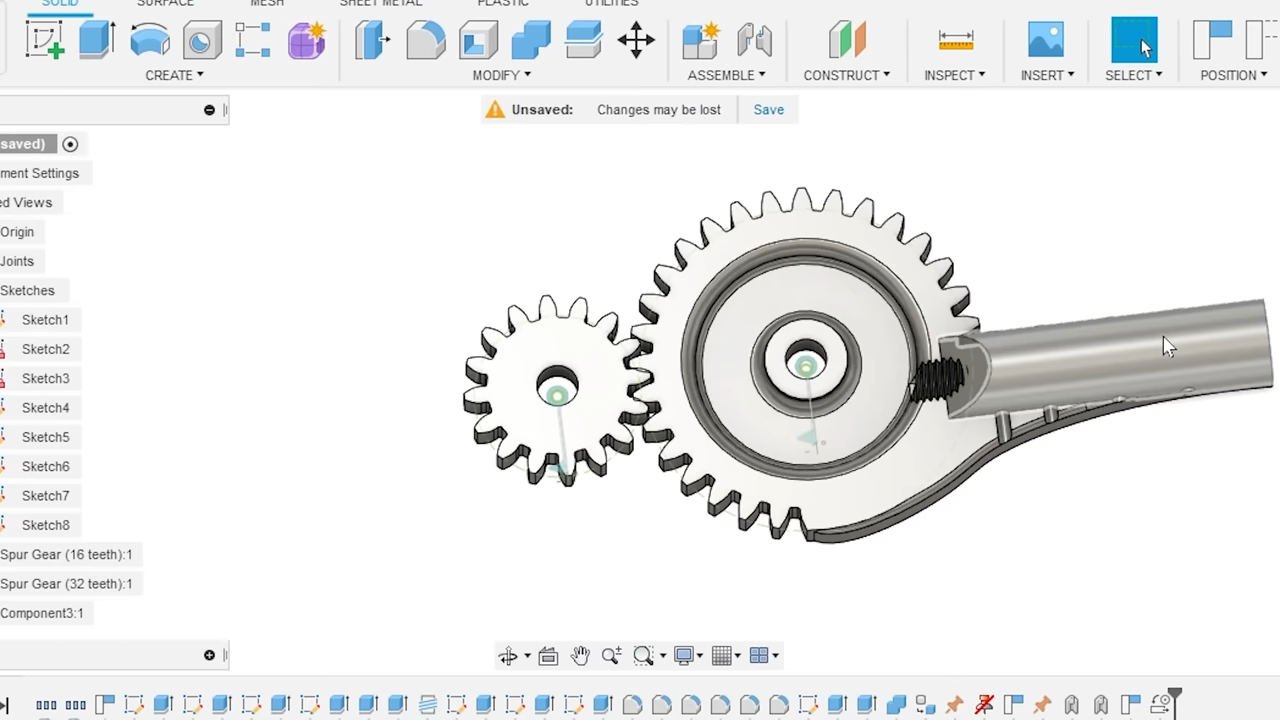 SOLID
SURFACE
MESH
SHEET METAL
PLASTIC
UTILITIES
CREATE
MODIFY
ASSEMBLE
CONSTRUCT
INSPECT
INSERT
SELECT
POSITION
Unsaved: Changes may be lost Save
saved)
ment Settings
ed Views
Origin
Joints
Sketches
Sketch1
Sketch2
Sketch3
Sketch4
Sketch5
Sketch6
Sketch7
Sketch8
Spur Gear (16 teeth):1
Spur Gear (32 teeth):1
Component3:1